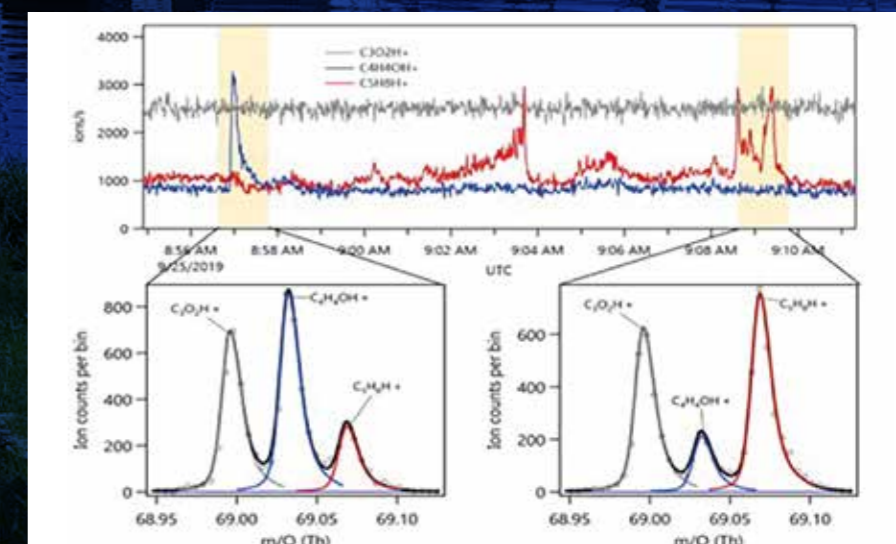 4000
3000
2000
1000
0
ions/s
C3O2H+
C4H4OH+
C5H8H+
8:56 AM 8:58 AM 9:00 AM 9:02 AM 9:04 AM 9:06 AM 9:08 AM 9:10 AM
9/25/2019
UTC
800
600
400
200
0
Ion counts per bin
C₃O₂H +
C₄H₄OH +
C₅H₈H +
68.95 69.00 69.05 69.10
m/Q (Th)
600
400
200
0
Ion counts per bin
C₃O₂H +
C₄H₄OH +
C₅H₈H +
68.95 69.00 69.05 69.10
m/Q (Th)